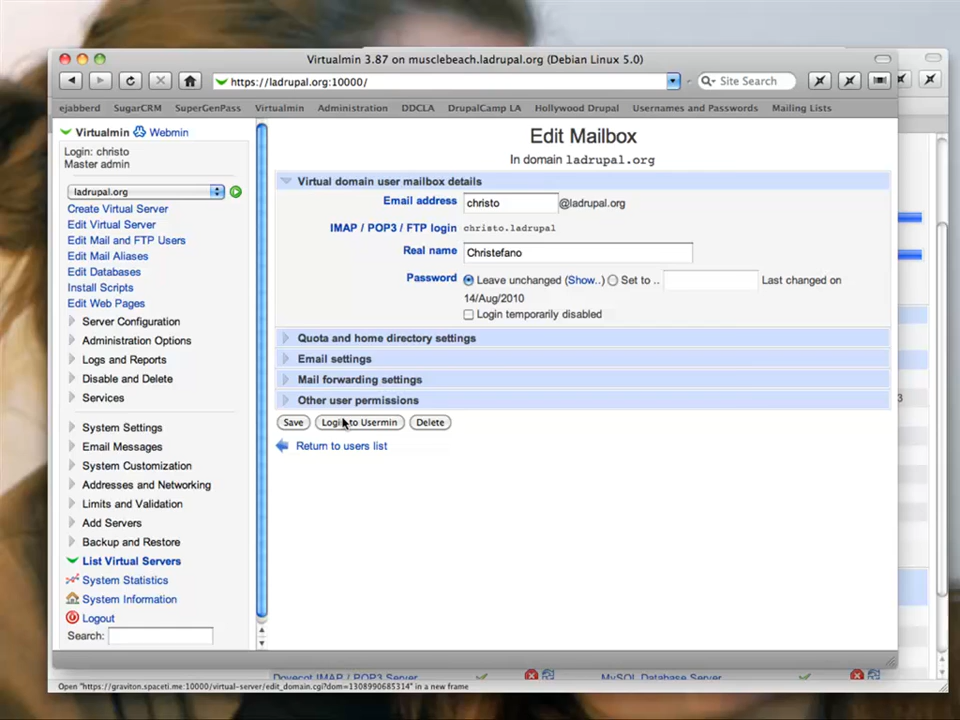 Virtualmin 3.87 on musclebeach.ladrupal.org (Debian Linux 5.0)
https://ladrupal.org:10000/
Site Search
ejabberd SugarCRM SuperGenPass Virtualmin Administration DDCLA DrupalCamp LA Hollywood Drupal Usernames and Passwords Mailing Lists
Virtualmin Webmin
Login: christo
Master admin
ladrupal.org
Create Virtual Server
Edit Virtual Server
Edit Mail and FTP Users
Edit Mail Aliases
Edit Databases
Install Scripts
Edit Web Pages
Server Configuration
Administration Options
Logs and Reports
Disable and Delete
Services
System Settings
Email Messages
System Customization
Addresses and Networking
Limits and Validation
Add Servers
Backup and Restore
List Virtual Servers
System Statistics
System Information
Logout
Search:
Edit Mailbox
In domain ladrupal.org
Virtual domain user mailbox details
Email address christo @ladrupal.org
IMAP / POP3 / FTP login christo.ladrupal
Real name Christefano
Password Leave unchanged (Show..) Set to .. Last changed on
14/Aug/2010
Login temporarily disabled
Quota and home directory settings
Email settings
Mail forwarding settings
Other user permissions
Save Login to Usermin Delete
Return to users list
3
Dovecot IMAP / POP3 Server MySQL Database Server
Open "https://graviton.spaceti.me:10000/virtual-server/edit_domain.cgi?dom=1308990685314" in a new frame